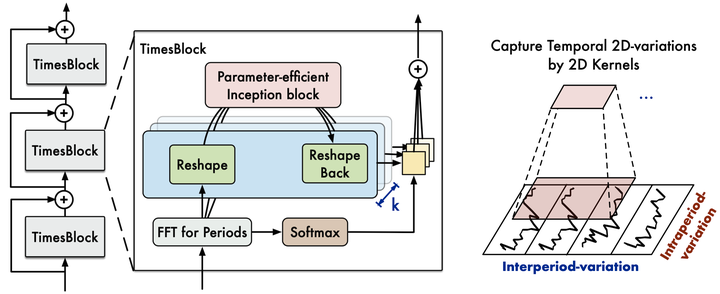 TimesBlock
TimesBlock
TimesBlock
TimesBlock
Parameter-efficient
Inception block
Reshape
Reshape
Back
k
FFT for Periods
Softmax
Capture Temporal 2D-variations
by 2D Kernels
...
Interperiod-variation
Intraperiod-
variation